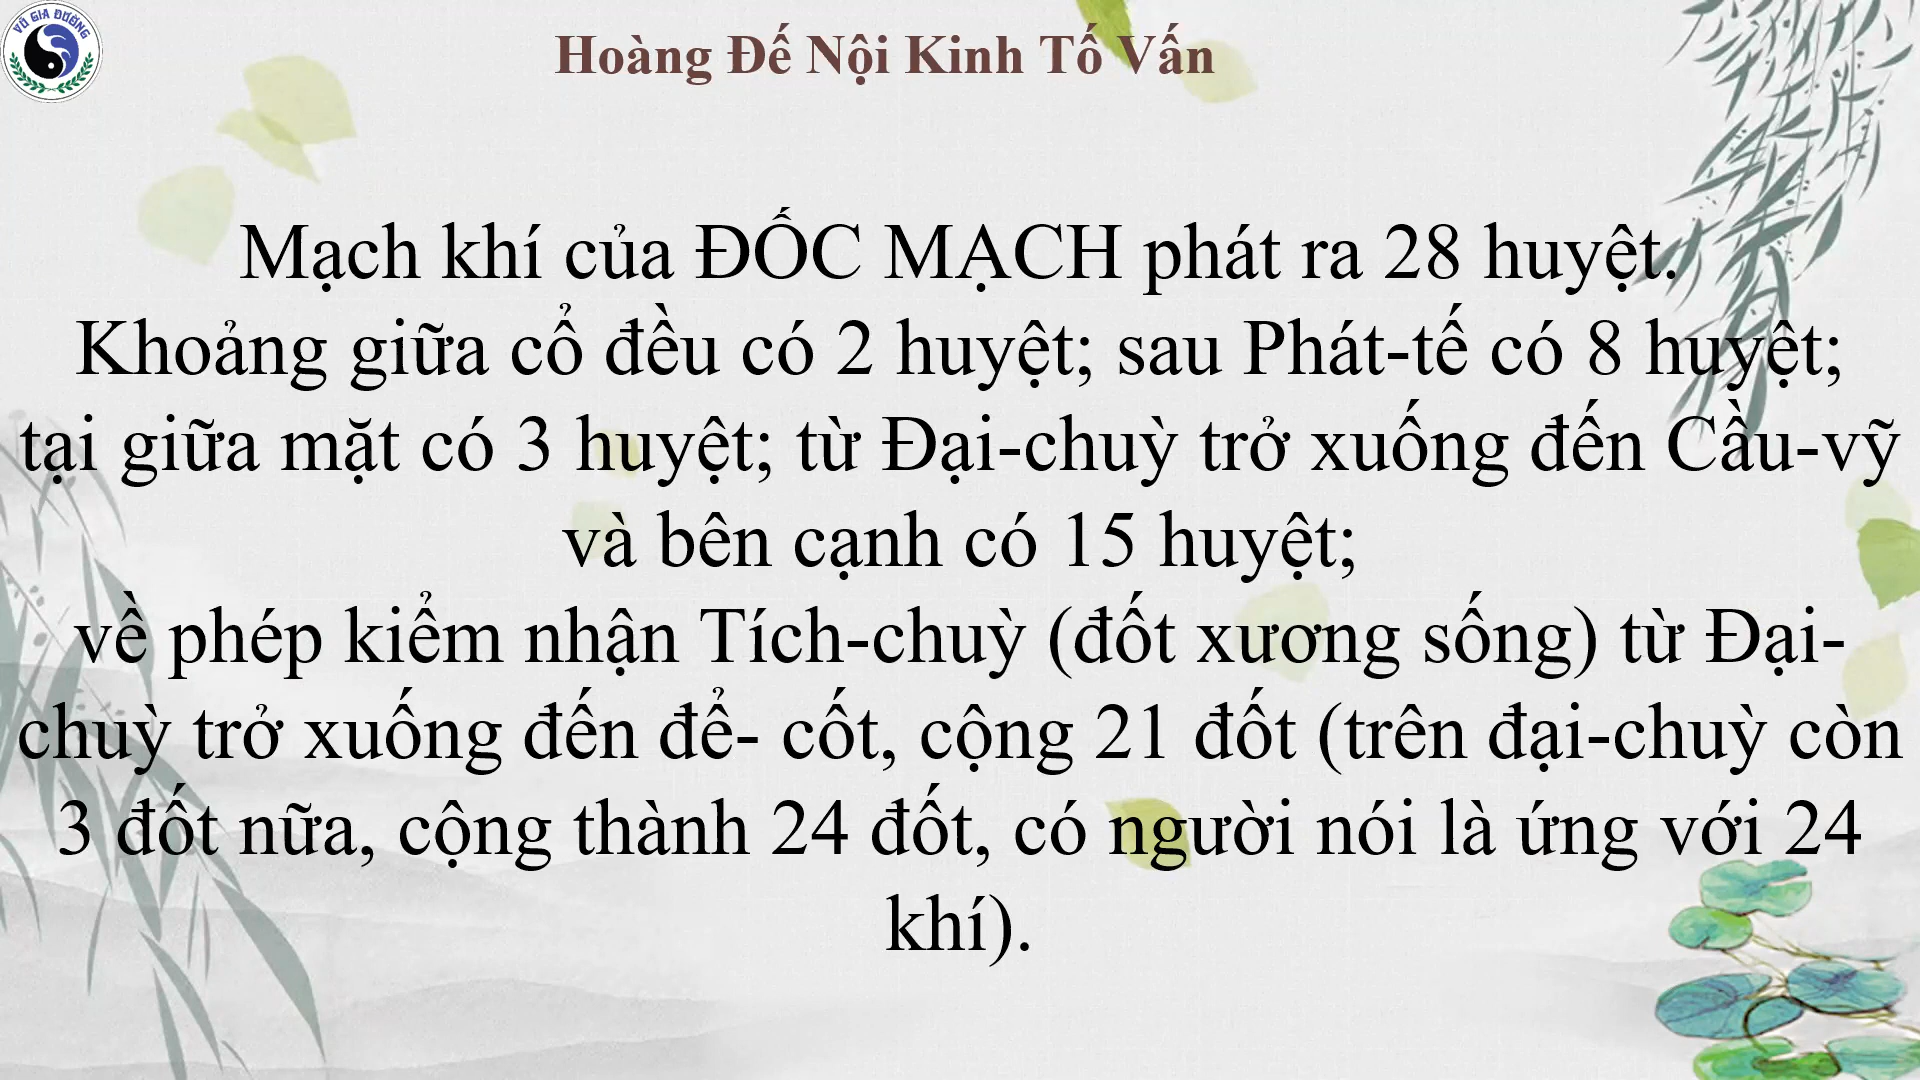 VÕ GIA ĐƯỜNG
Hoàng Đế Nội Kinh Tố Vấn
Mạch khí của ĐỐC MẠCH phát ra 28 huyệt.
Khoảng giữa cổ đều có 2 huyệt; sau Phát-tế có 8 huyệt;
tại giữa mặt có 3 huyệt; từ Đại-chuỳ trở xuống đến Cầu-vỹ
và bên cạnh có 15 huyệt;
về phép kiểm nhận Tích-chuỳ (đốt xương sống) từ Đại-
chuỳ trở xuống đến để- cốt, cộng 21 đốt (trên đại-chuỳ còn
3 đốt nữa, cộng thành 24 đốt, có người nói là ứng với 24
khí).